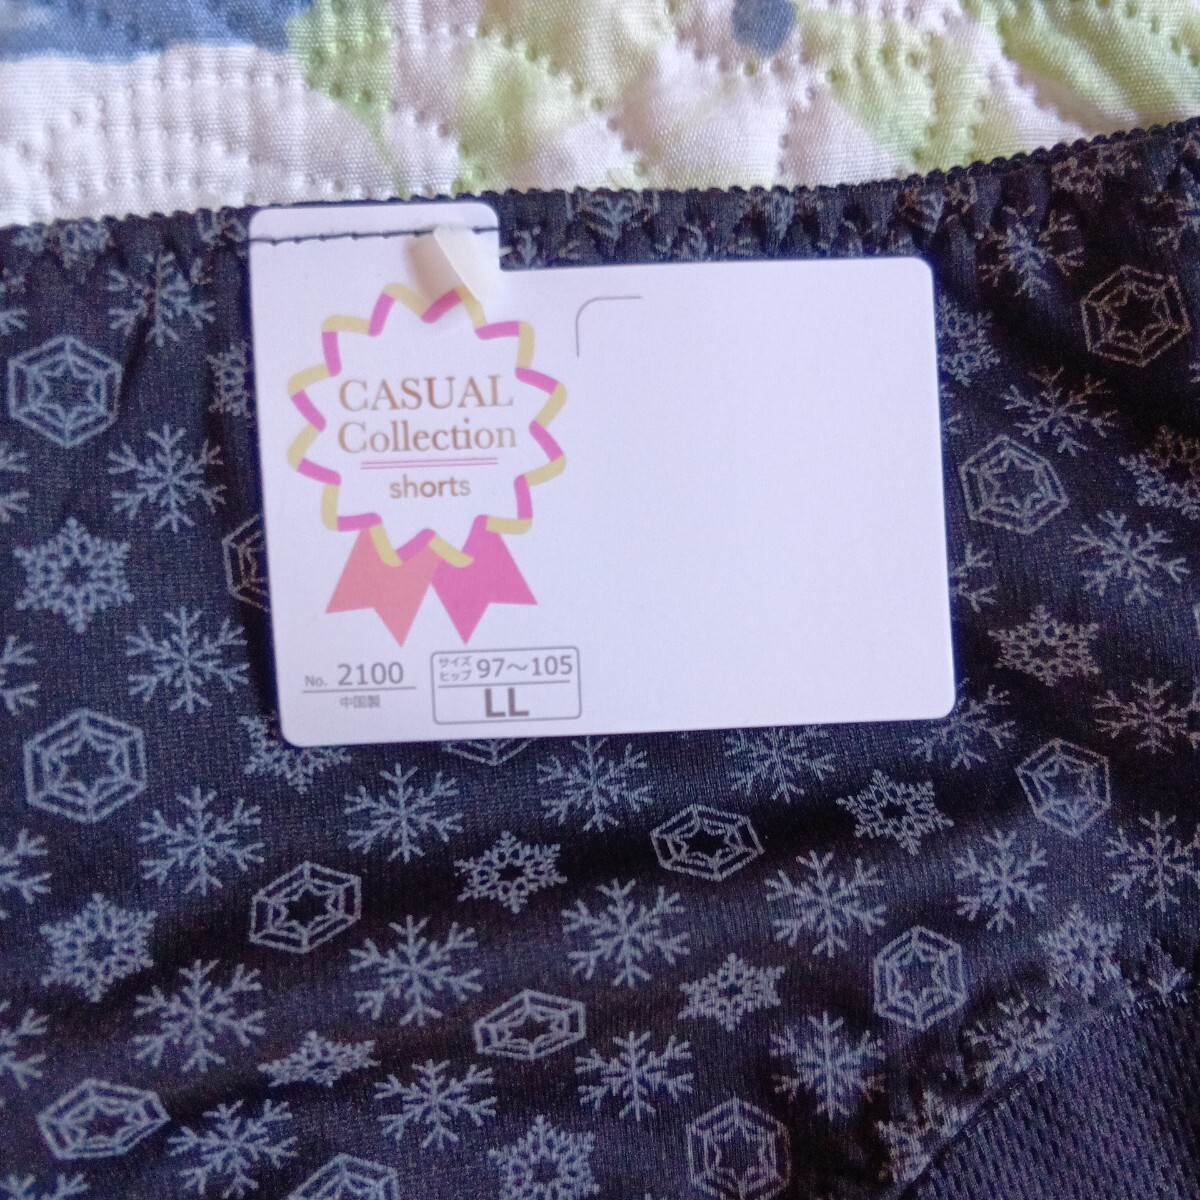 CASUAL
Collection
shorts
No. 2100
中国製
サイズ
ヒップ 97〜105
LL